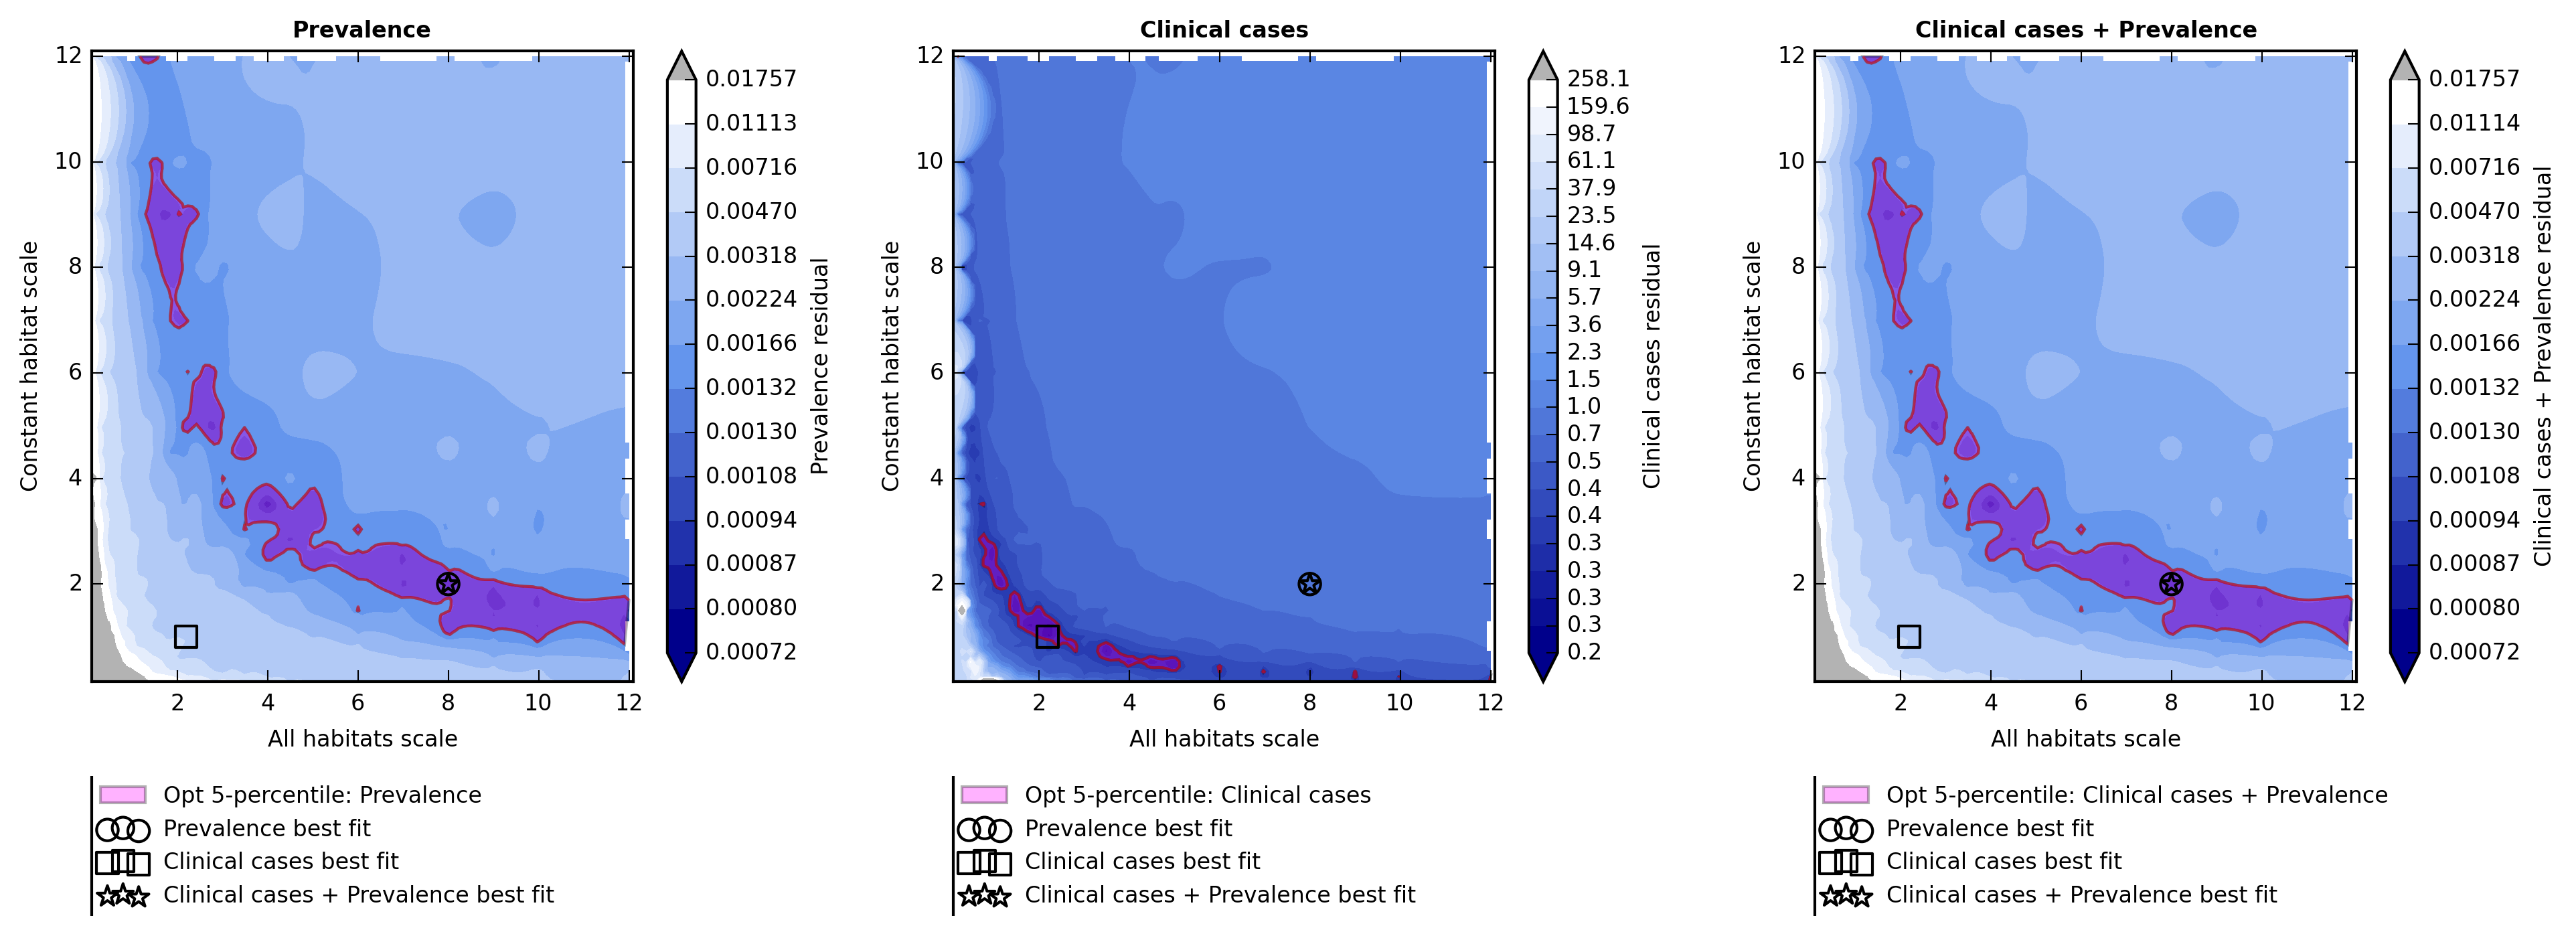 Prevalence
12
10
8
6
4
2
2 4 6 8 10 12
Constant habitat scale
All habitats scale
0.01757
0.01113
0.00716
0.00470
0.00318
0.00224
0.00166
0.00132
0.00130
0.00108
0.00094
0.00087
0.00080
0.00072
Prevalence residual
Opt 5-percentile: Prevalence
Prevalence best fit
Clinical cases best fit
Clinical cases + Prevalence best fit
Clinical cases
12
10
8
6
4
2
2 4 6 8 10 12
Constant habitat scale
All habitats scale
258.1
159.6
98.7
61.1
37.9
23.5
14.6
9.1
5.7
3.6
2.3
1.5
1.0
0.7
0.5
0.4
0.4
0.3
0.3
0.3
0.3
0.2
Clinical cases residual
Opt 5-percentile: Clinical cases
Prevalence best fit
Clinical cases best fit
Clinical cases + Prevalence best fit
Clinical cases + Prevalence
12
10
8
6
4
2
2 4 6 8 10 12
Constant habitat scale
All habitats scale
0.01757
0.01114
0.00716
0.00470
0.00318
0.00224
0.00166
0.00132
0.00130
0.00108
0.00094
0.00087
0.00080
0.00072
Clinical cases + Prevalence residual
Opt 5-percentile: Clinical cases + Prevalence
Prevalence best fit
Clinical cases best fit
Clinical cases + Prevalence best fit